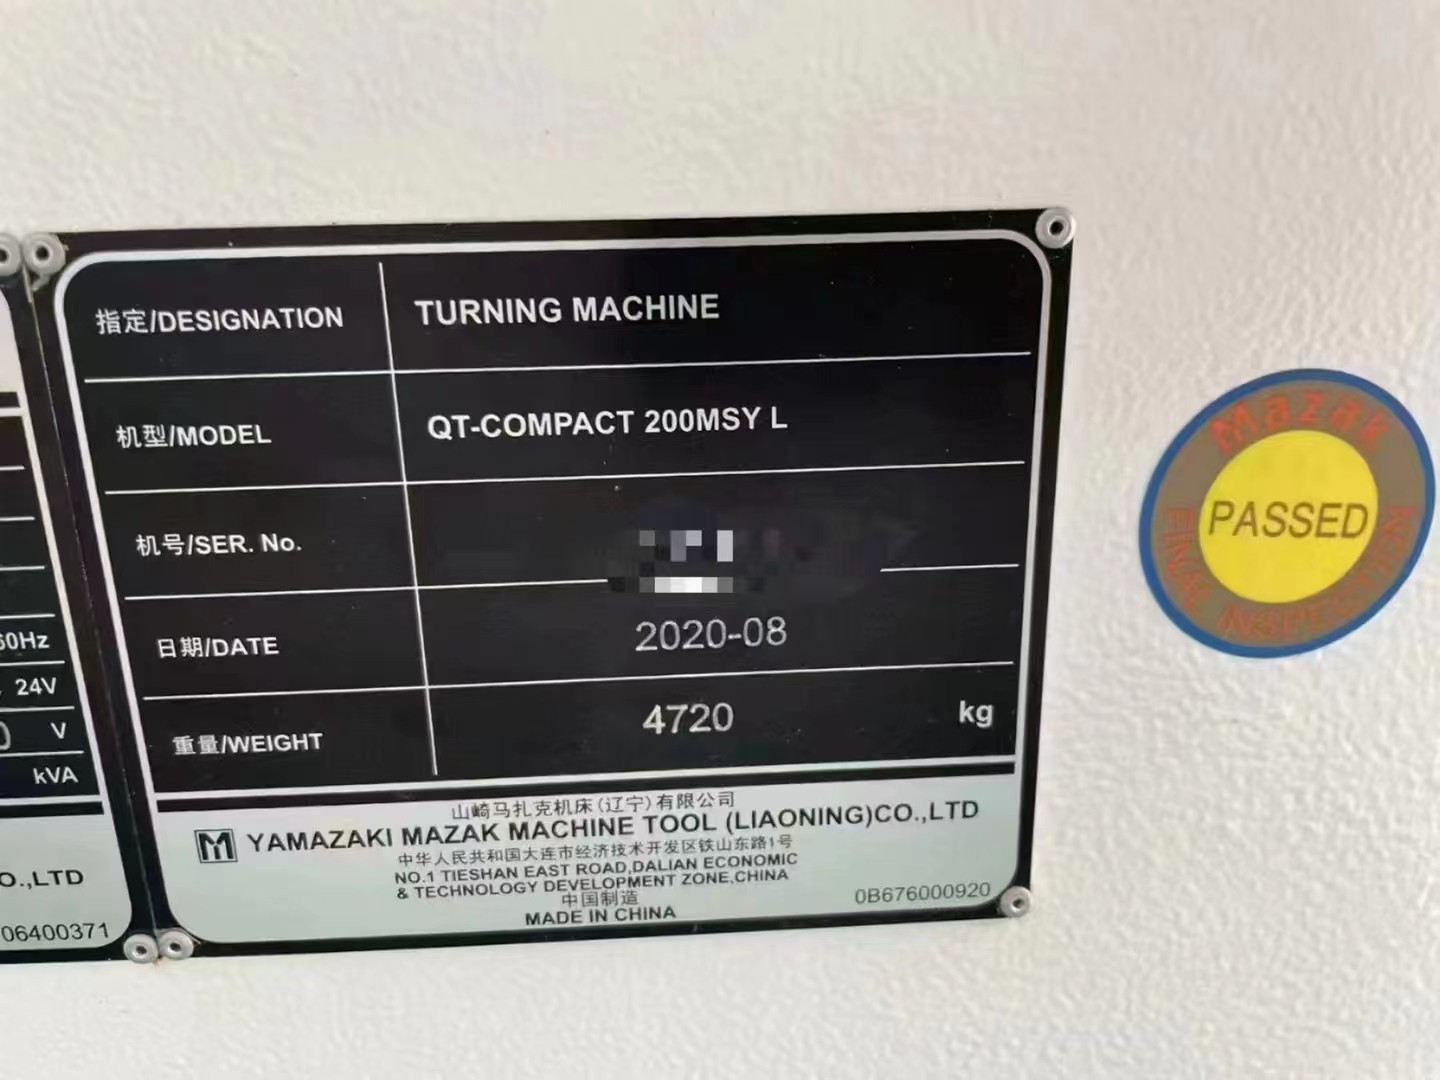 指定/DESIGNATION TURNING MACHINE
机型/MODEL QT-COMPACT 200MSY L
机号/SER. No.
日期/DATE 2020-08
重量/WEIGHT 4720 kg
山崎马扎克机床(辽宁)有限公司
YAMAZAKI MAZAK MACHINE TOOL (LIAONING)CO.,LTD
中华人民共和国大连市经济技术开发区铁山东路1号
NO.1 TIESHAN EAST ROAD,DALIAN ECONOMIC
& TECHNOLOGY DEVELOPMENT ZONE,CHINA
中国制造
MADE IN CHINA
0B676000920
60Hz
24V
V
kVA
O.,LTD
06400371
Mazak
PASSED
FINAL INSPECTION